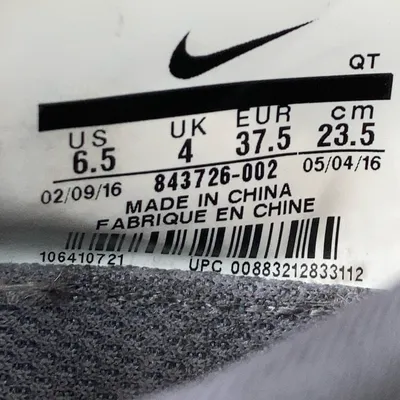 QT
US UK EUR cm
6.5 4 37.5 23.5
02/09/16 843726-002 05/04/16
MADE IN CHINA
FABRIQUE EN CHINE
106410721 UPC 00883212833112